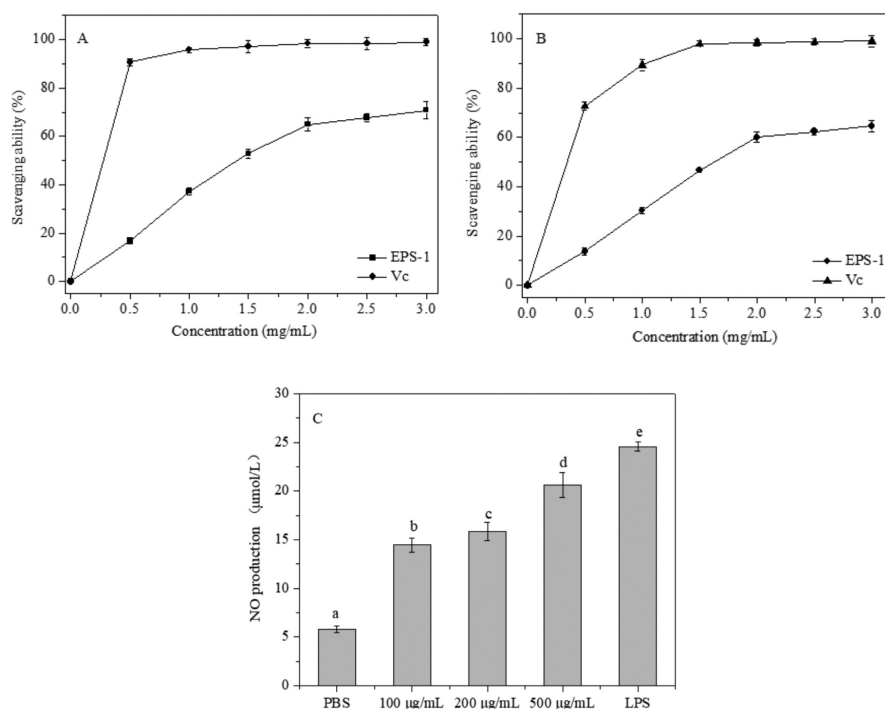 A
100
80
60
40
20
0
Scavenging ability (%)
EPS-1
Vc
0.0 0.5 1.0 1.5 2.0 2.5 3.0
Concentration (mg/mL)
B
100
80
60
40
20
0
Scavenging ability (%)
EPS-1
Vc
0.0 0.5 1.0 1.5 2.0 2.5 3.0
Concentration (mg/mL)
C
30
25
20
15
10
5
0
NO production （μmol/L）
a
b
c
d
e
PBS 100 μg/mL 200 μg/mL 500 μg/mL LPS